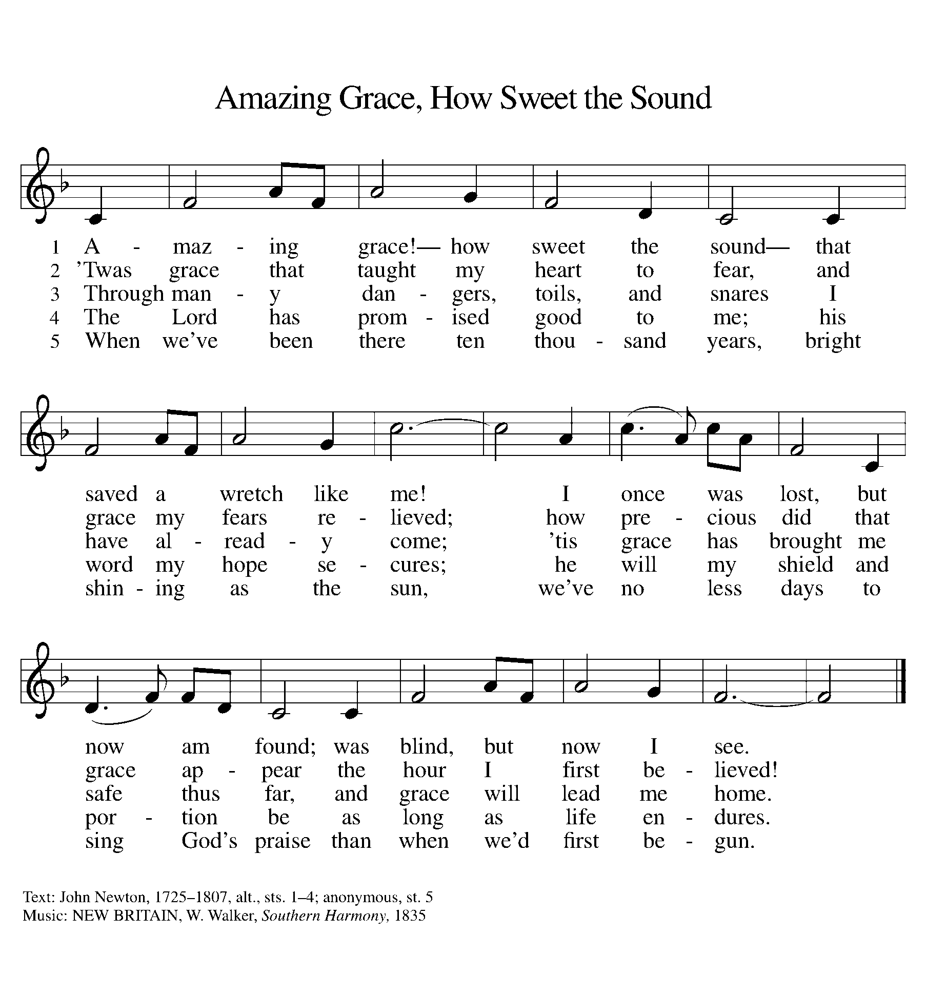 Amazing Grace, How Sweet the Sound
1 A - maz - ing grace!— how sweet the sound— that
2 ’Twas grace that taught my heart to fear, and
3 Through man - y dan - gers, toils, and snares I
4 The Lord has prom - ised good to me; his
5 When we’ve been there ten thou - sand years, bright
saved a wretch like me! I once was lost, but
grace my fears re - lieved; how pre - cious did that
have al - read - y come; ’tis grace has brought me
word my hope se - cures; he will my shield and
shin - ing as the sun, we’ve no less days to
now am found; was blind, but now I see.
grace ap - pear the hour I first be - lieved!
safe thus far, and grace will lead me home.
por - tion be as long as life en - dures.
sing God’s praise than when we’d first be - gun.
Text: John Newton, 1725–1807, alt., sts. 1–4; anonymous, st. 5
Music: NEW BRITAIN, W. Walker, Southern Harmony, 1835